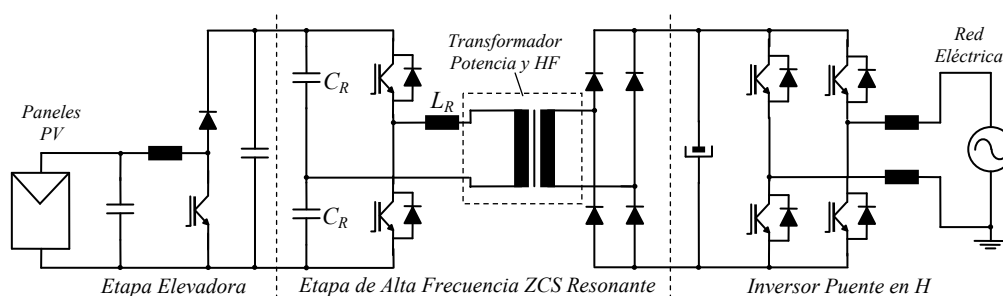 Transformador
Potencia y HF
Red
Eléctrica
Paneles
PV
C_R
L_R
C_R
Etapa Elevadora
Etapa de Alta Frecuencia ZCS Resonante
Inversor Puente en H